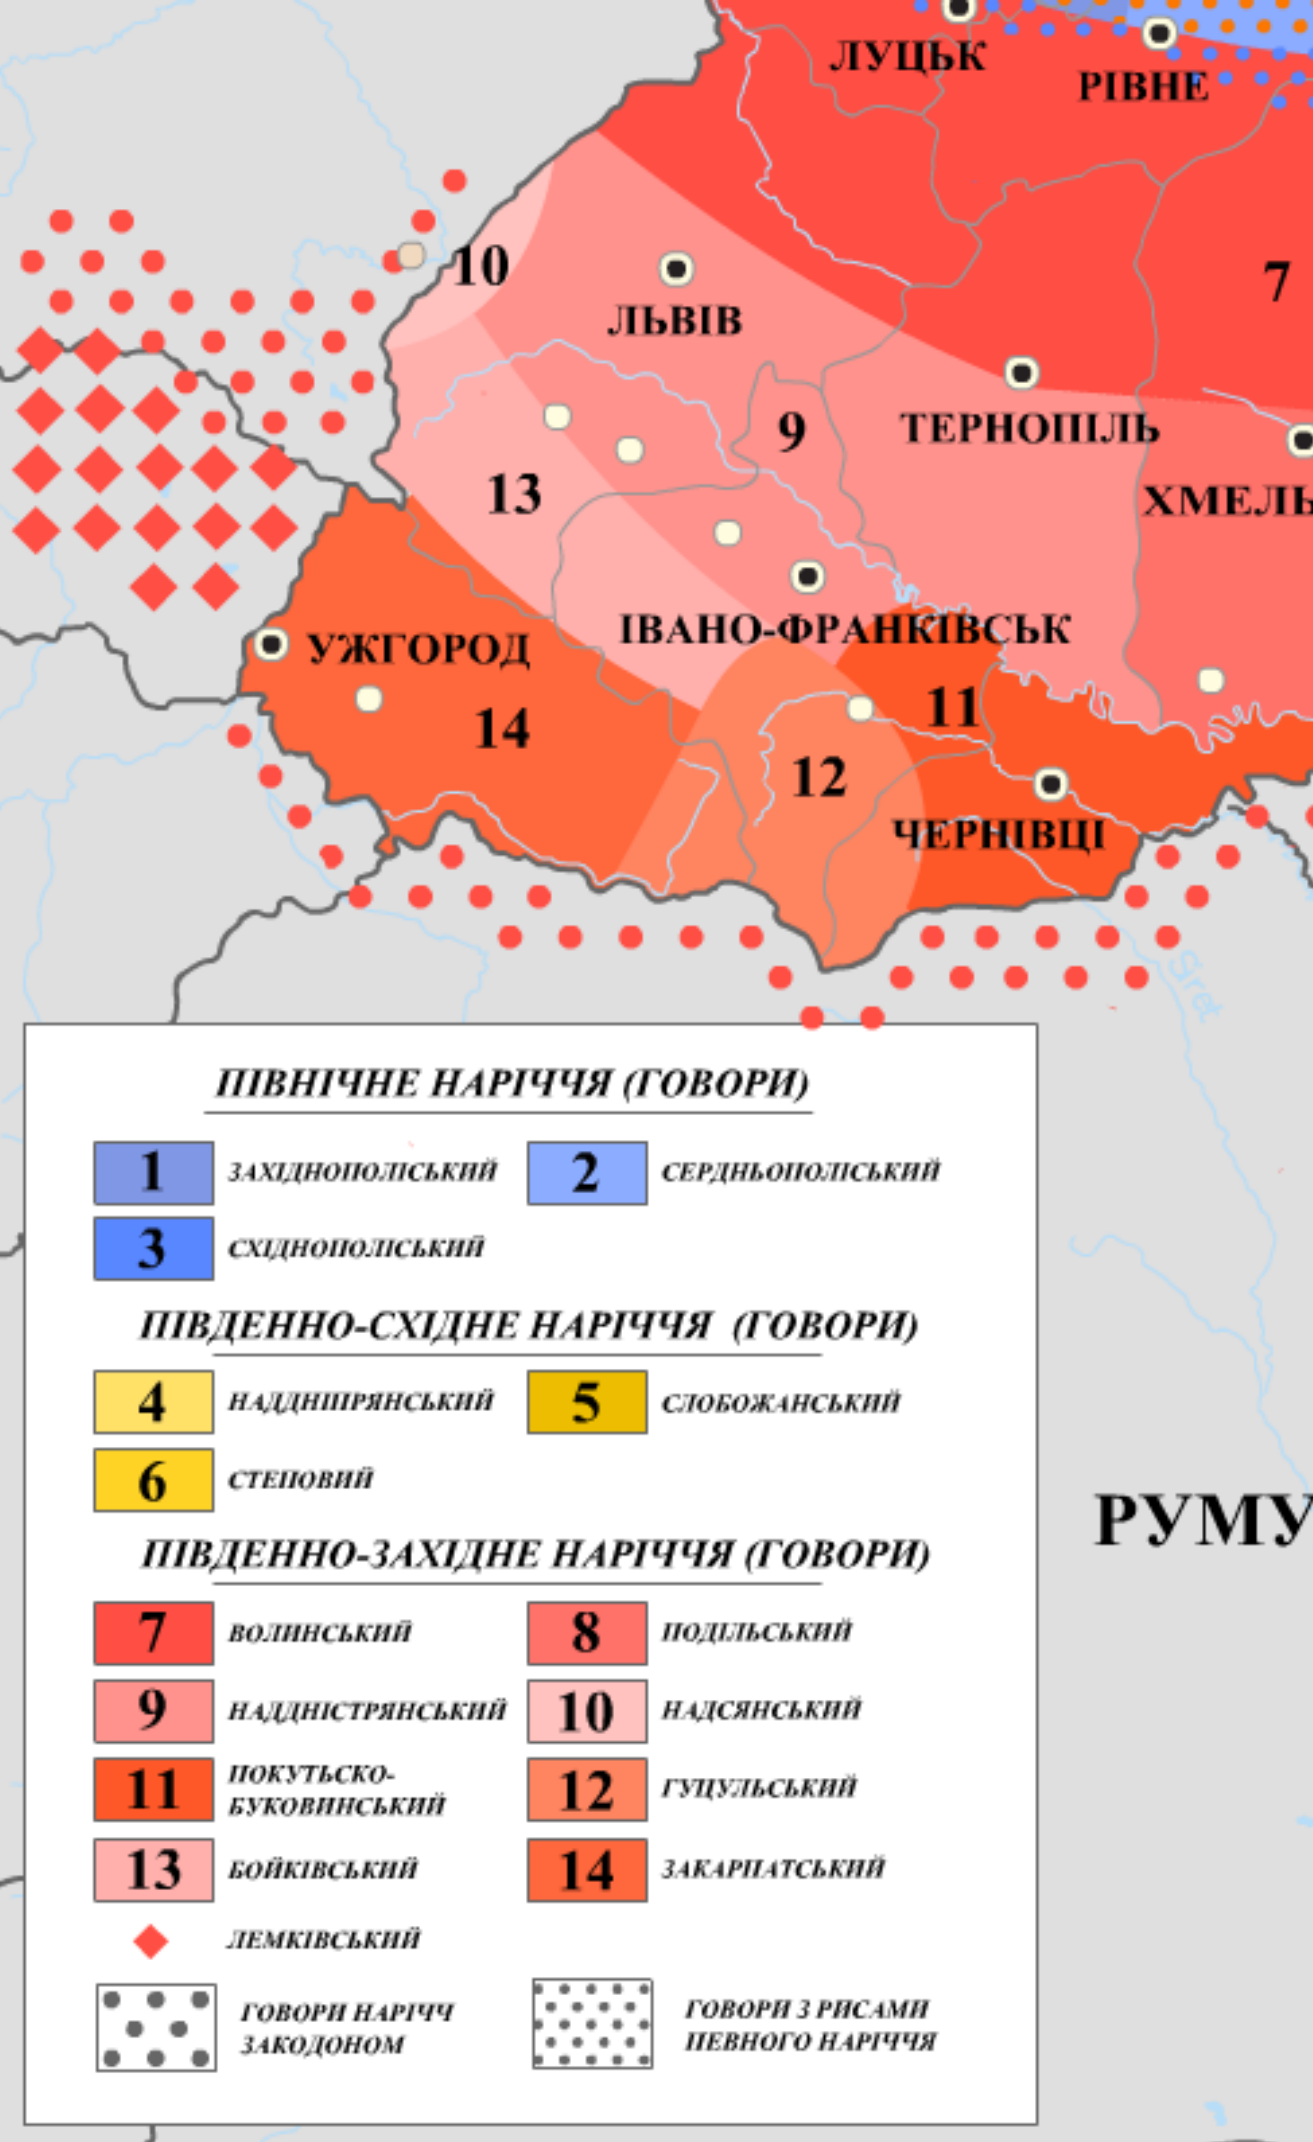 ЛУЦЬК
РІВНЕ
10
ЛЬВІВ
7
ТЕРНОПІЛЬ
9
13
ХМЕЛЬ
ІВАНО-ФРАНКІВСЬК
УЖГОРОД
14
11
12
ЧЕРНІВЦІ
Siret
ПІВНІЧНЕ НАРІЧЧЯ (ГОВОРИ)
1 ЗАХІДНОПОЛІСЬКИЙ 2 СЕРДНЬОПОЛІСЬКИЙ
3 СХІДНОПОЛІСЬКИЙ
ПІВДЕННО-СХІДНЕ НАРІЧЧЯ (ГОВОРИ)
4 НАДДНІПРЯНСЬКИЙ 5 СЛОБОЖАНСЬКИЙ
6 СТЕПОВИЙ
РУМУ
ПІВДЕННО-ЗАХІДНЕ НАРІЧЧЯ (ГОВОРИ)
7 ВОЛИНСЬКИЙ 8 ПОДІЛЬСЬКИЙ
9 НАДДНІСТРЯНСЬКИЙ 10 НАДСЯНСЬКИЙ
11 ПОКУТЬСКО-
БУКОВИНСЬКИЙ 12 ГУЦУЛЬСЬКИЙ
13 БОЙКІВСЬКИЙ 14 ЗАКАРПАТСЬКИЙ
ЛЕМКІВСЬКИЙ
ГОВОРИ НАРІЧЧ
ЗАКОДОНОМ
ГОВОРИ З РИСАМИ
ПЕВНОГО НАРІЧЧЯ